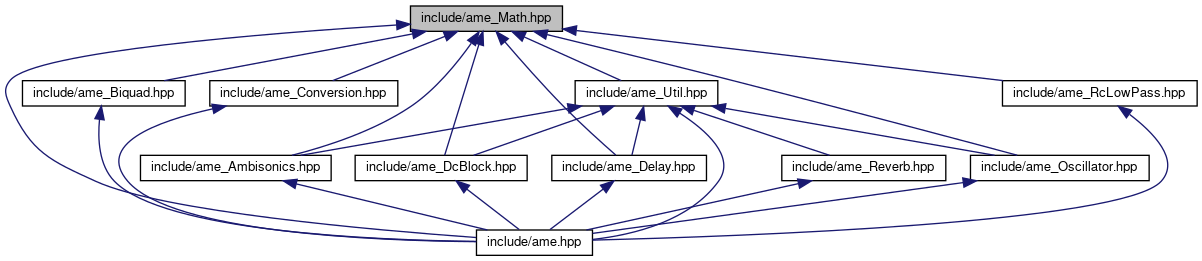 include/ame_Math.hpp
include/ame_Biquad.hpp
include/ame_Conversion.hpp
include/ame_Util.hpp
include/ame_RcLowPass.hpp
include/ame_Ambisonics.hpp
include/ame_DcBlock.hpp
include/ame_Delay.hpp
include/ame_Reverb.hpp
include/ame_Oscillator.hpp
include/ame.hpp